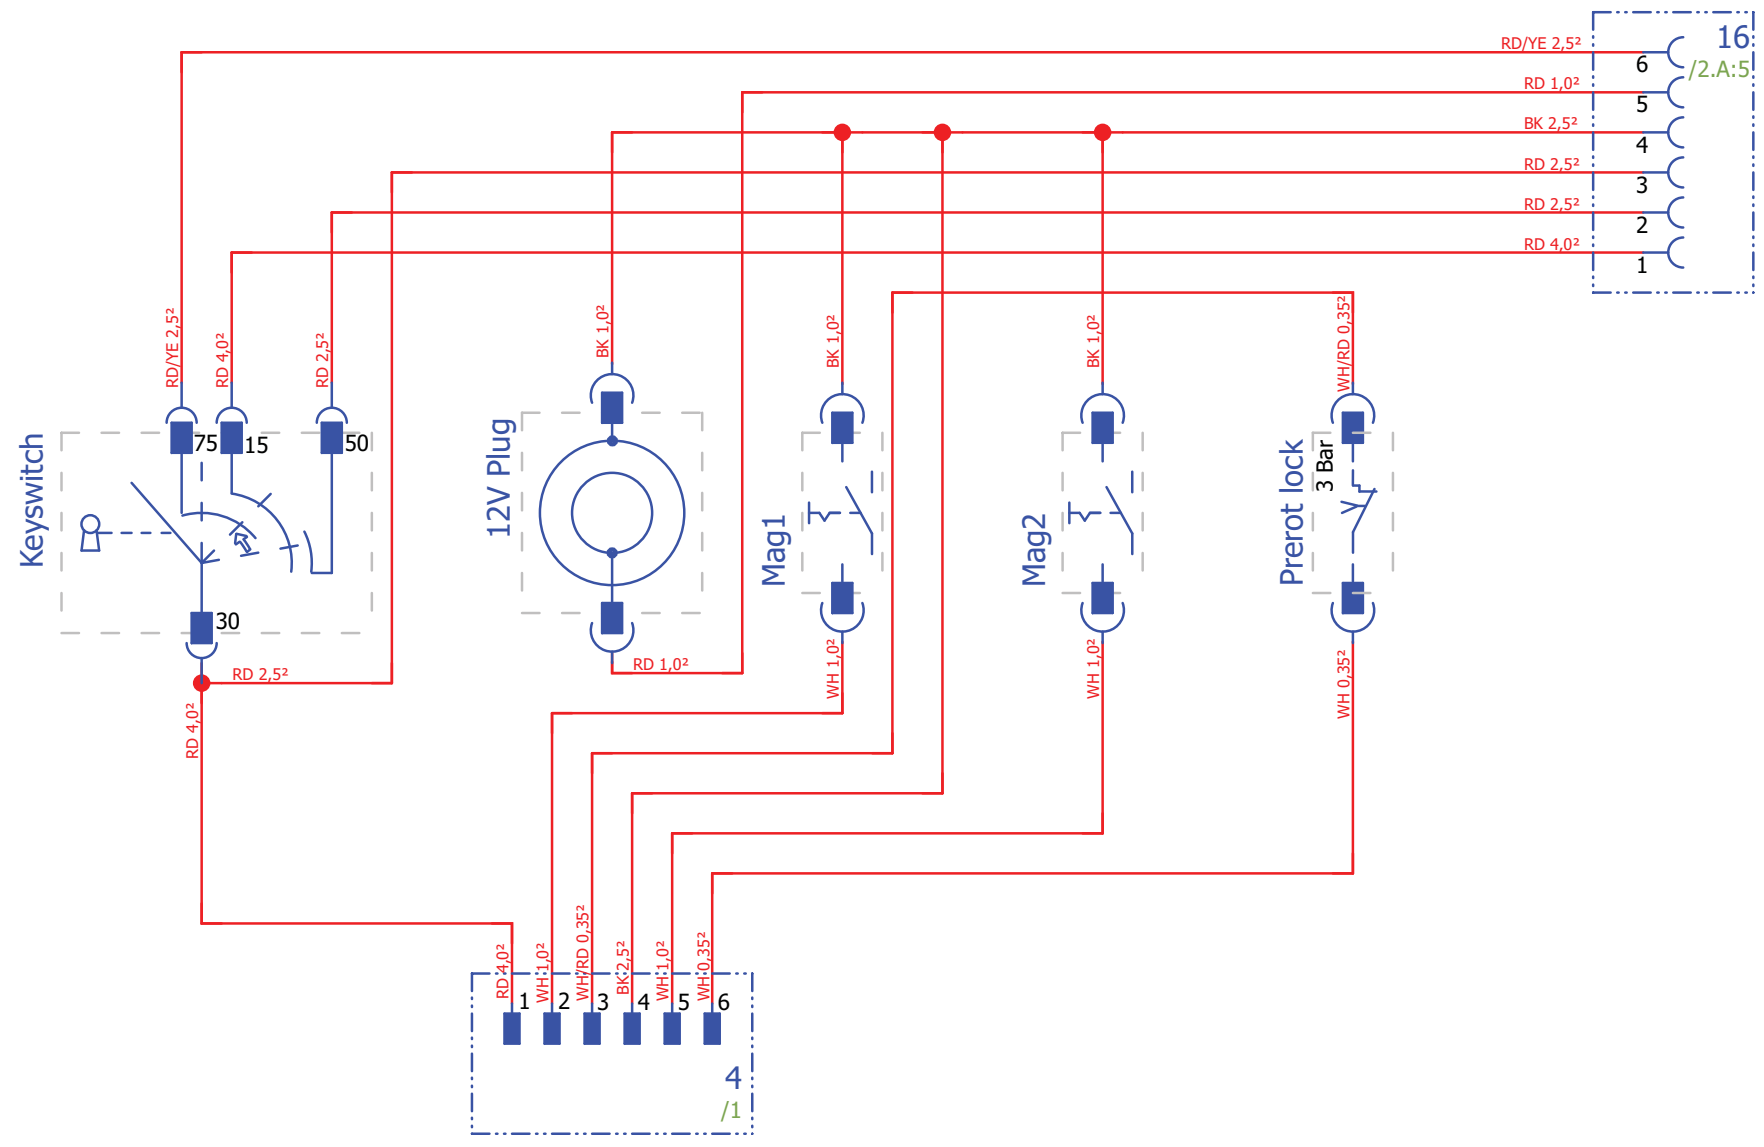 RD/YE 2,5²
16
6
/2.A:5
RD 1,0²
5
BK 2,5²
4
RD 2,5²
3
RD 2,5²
2
RD 4,0²
1
RD/YE 2,5²
RD 4,0²
RD 2,5²
BK 1,0²
BK 1,0²
BK 1,0²
WH/RD 0,35²
Keyswitch
75
15
50
30
12V Plug
Mag1
Mag2
Prerot lock
3 Bar
RD 2,5²
RD 4,0²
RD 1,0²
WH 1,0²
WH 1,0²
WH 0,35²
RD 4,0²
WH 1,0²
WH/RD 0,35²
BK 2,5²
WH 1,0²
WH 0,35²
1
2
3
4
5
6
4
/1